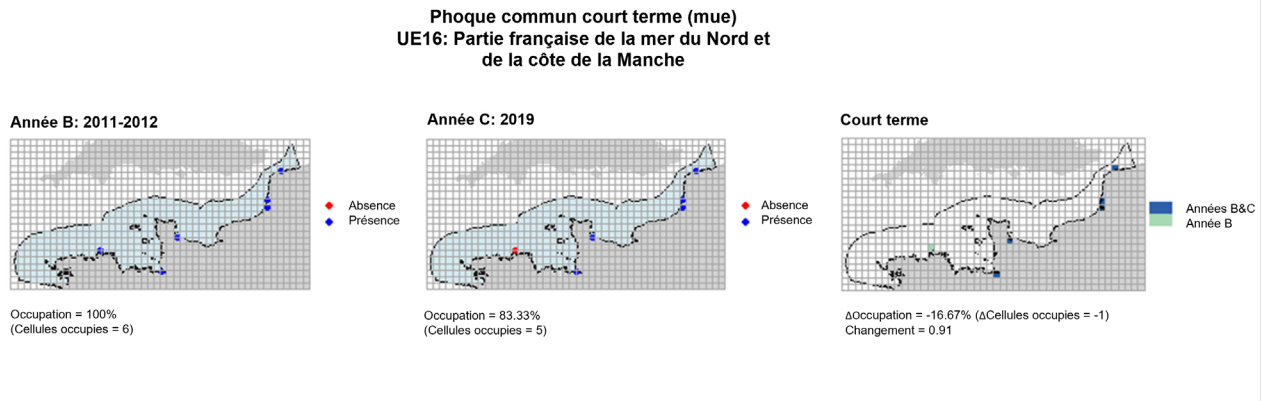 Phoque commun court terme (mue)
UE16: Partie française de la mer du Nord et
de la côte de la Manche
Année B: 2011-2012
Année C: 2019
Court terme
Absence
Présence
Absence
Présence
Années B&C
Année B
Occupation = 100%
(Cellules occupies = 6)
Occupation = 83.33%
(Cellules occupies = 5)
ΔOccupation = -16.67% (ΔCellules occupies = -1)
Changement = 0.91